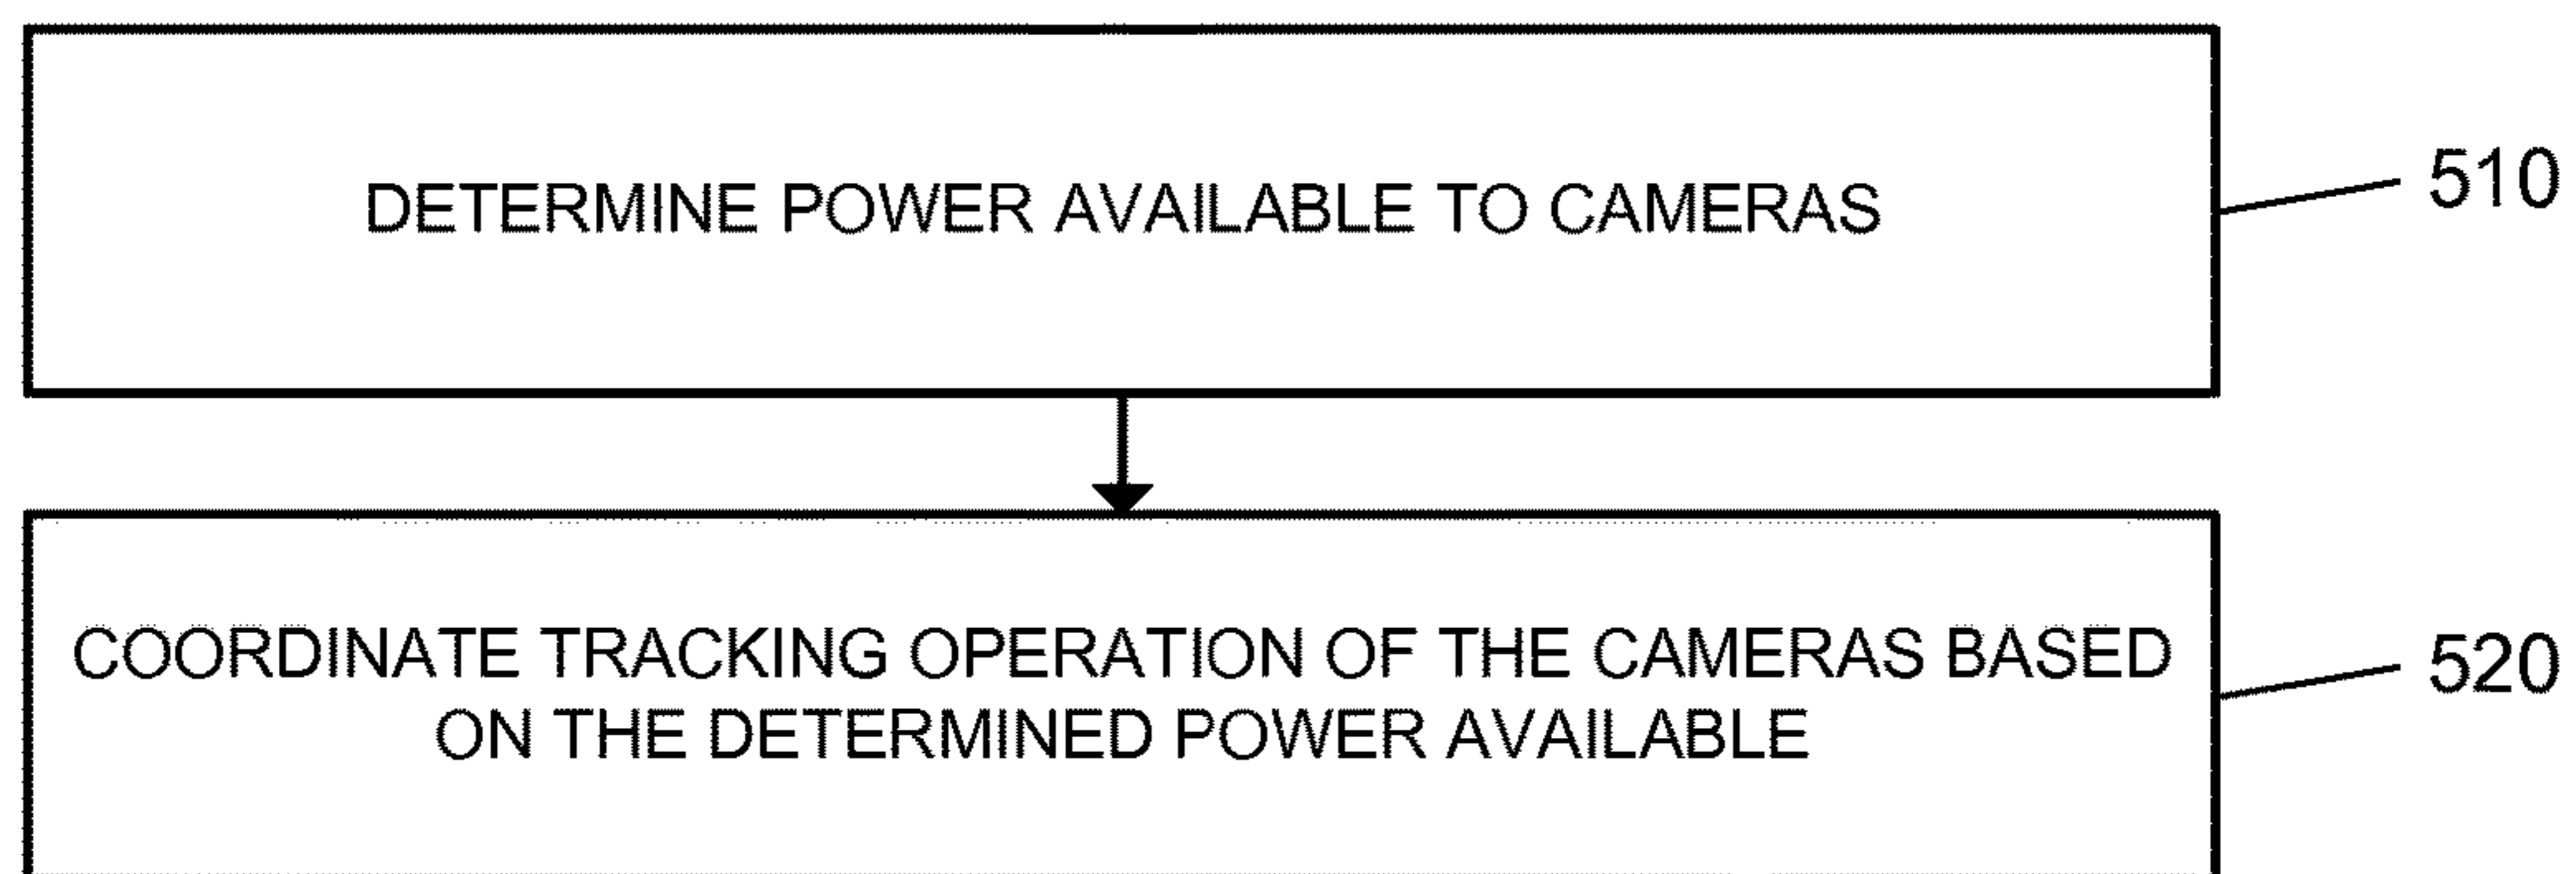 DETERMINE POWER AVAILABLE TO CAMERAS
510
COORDINATE TRACKING OPERATION OF THE CAMERAS BASED
ON THE DETERMINED POWER AVAILABLE
520